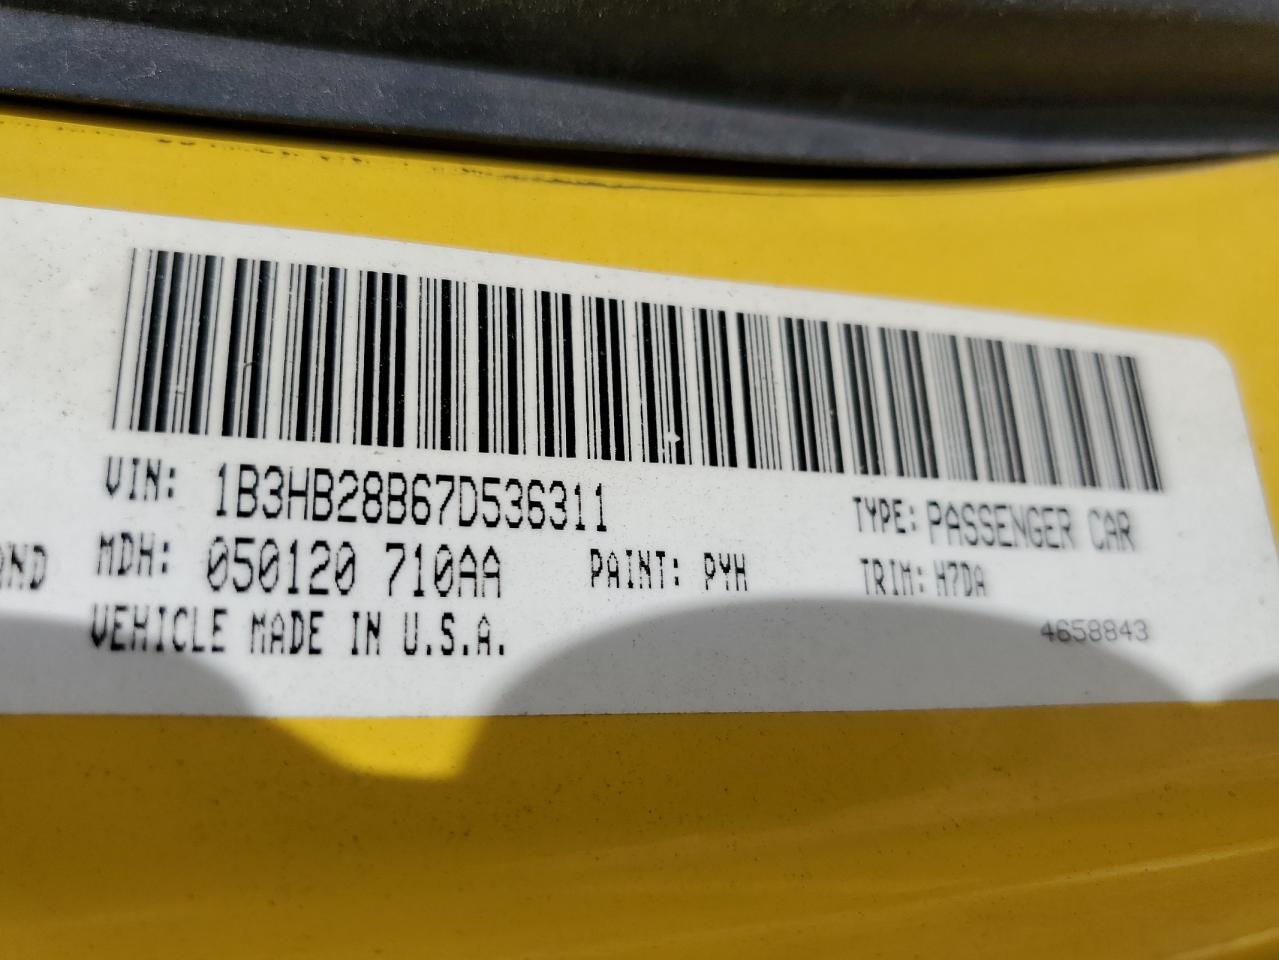 VIN: 1B3HB28B67D536311
TYPE: PASSENGER CAR
MDH: 050120 710AA
PAINT: PYH
TRIM: H7DA
VEHICLE MADE IN U.S.A.
4658843